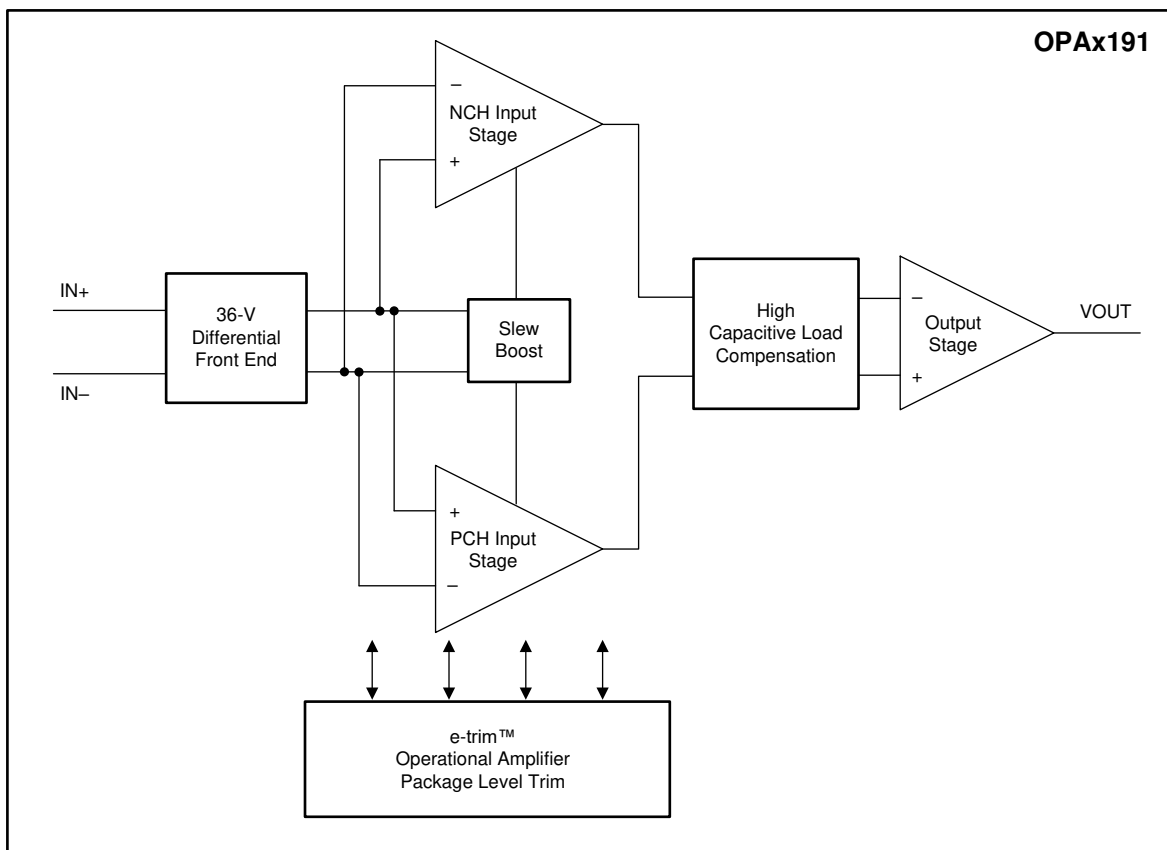 OPAx191
−
NCH Input
Stage
+
IN+
IN–
36-V
Differential
Front End
Slew
Boost
High
Capacitive Load
Compensation
−
Output
Stage
+
VOUT
+
PCH Input
Stage
−
e-trim™
Operational Amplifier
Package Level Trim